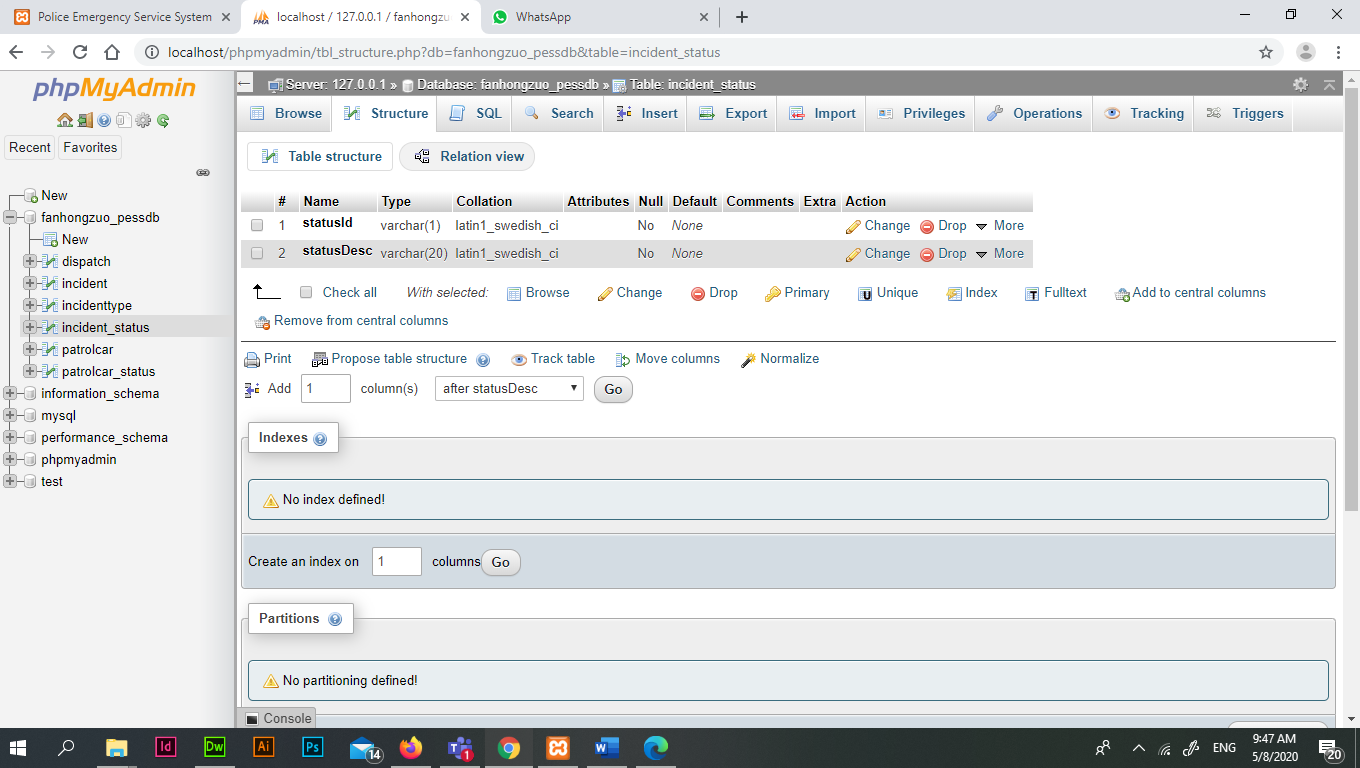 Police Emergency Service System
localhost / 127.0.0.1 / fanhongzu
WhatsApp
localhost/phpmyadmin/tbl_structure.php?db=fanhongzuo_pessdb&table=incident_status
phpMyAdmin
Recent Favorites
New
fanhongzuo_pessdb
New
dispatch
incident
incidenttype
incident_status
patrolcar
patrolcar_status
information_schema
mysql
performance_schema
phpmyadmin
test
Server: 127.0.0.1 » Database: fanhongzuo_pessdb » Table: incident_status
Browse Structure SQL Search Insert Export Import Privileges Operations Tracking Triggers
Table structure Relation view
# Name Type Collation Attributes Null Default Comments Extra Action
1 statusId varchar(1) latin1_swedish_ci No None Change Drop More
2 statusDesc varchar(20) latin1_swedish_ci No None Change Drop More
Check all With selected: Browse Change Drop Primary Unique Index Fulltext Add to central columns
Remove from central columns
Print Propose table structure Track table Move columns Normalize
Add 1 column(s) after statusDesc Go
Indexes
No index defined!
Create an index on 1 columns Go
Partitions
No partitioning defined!
Console
Id Dw Ai Ps 14 1 ENG 9:47 AM
5/8/2020 20